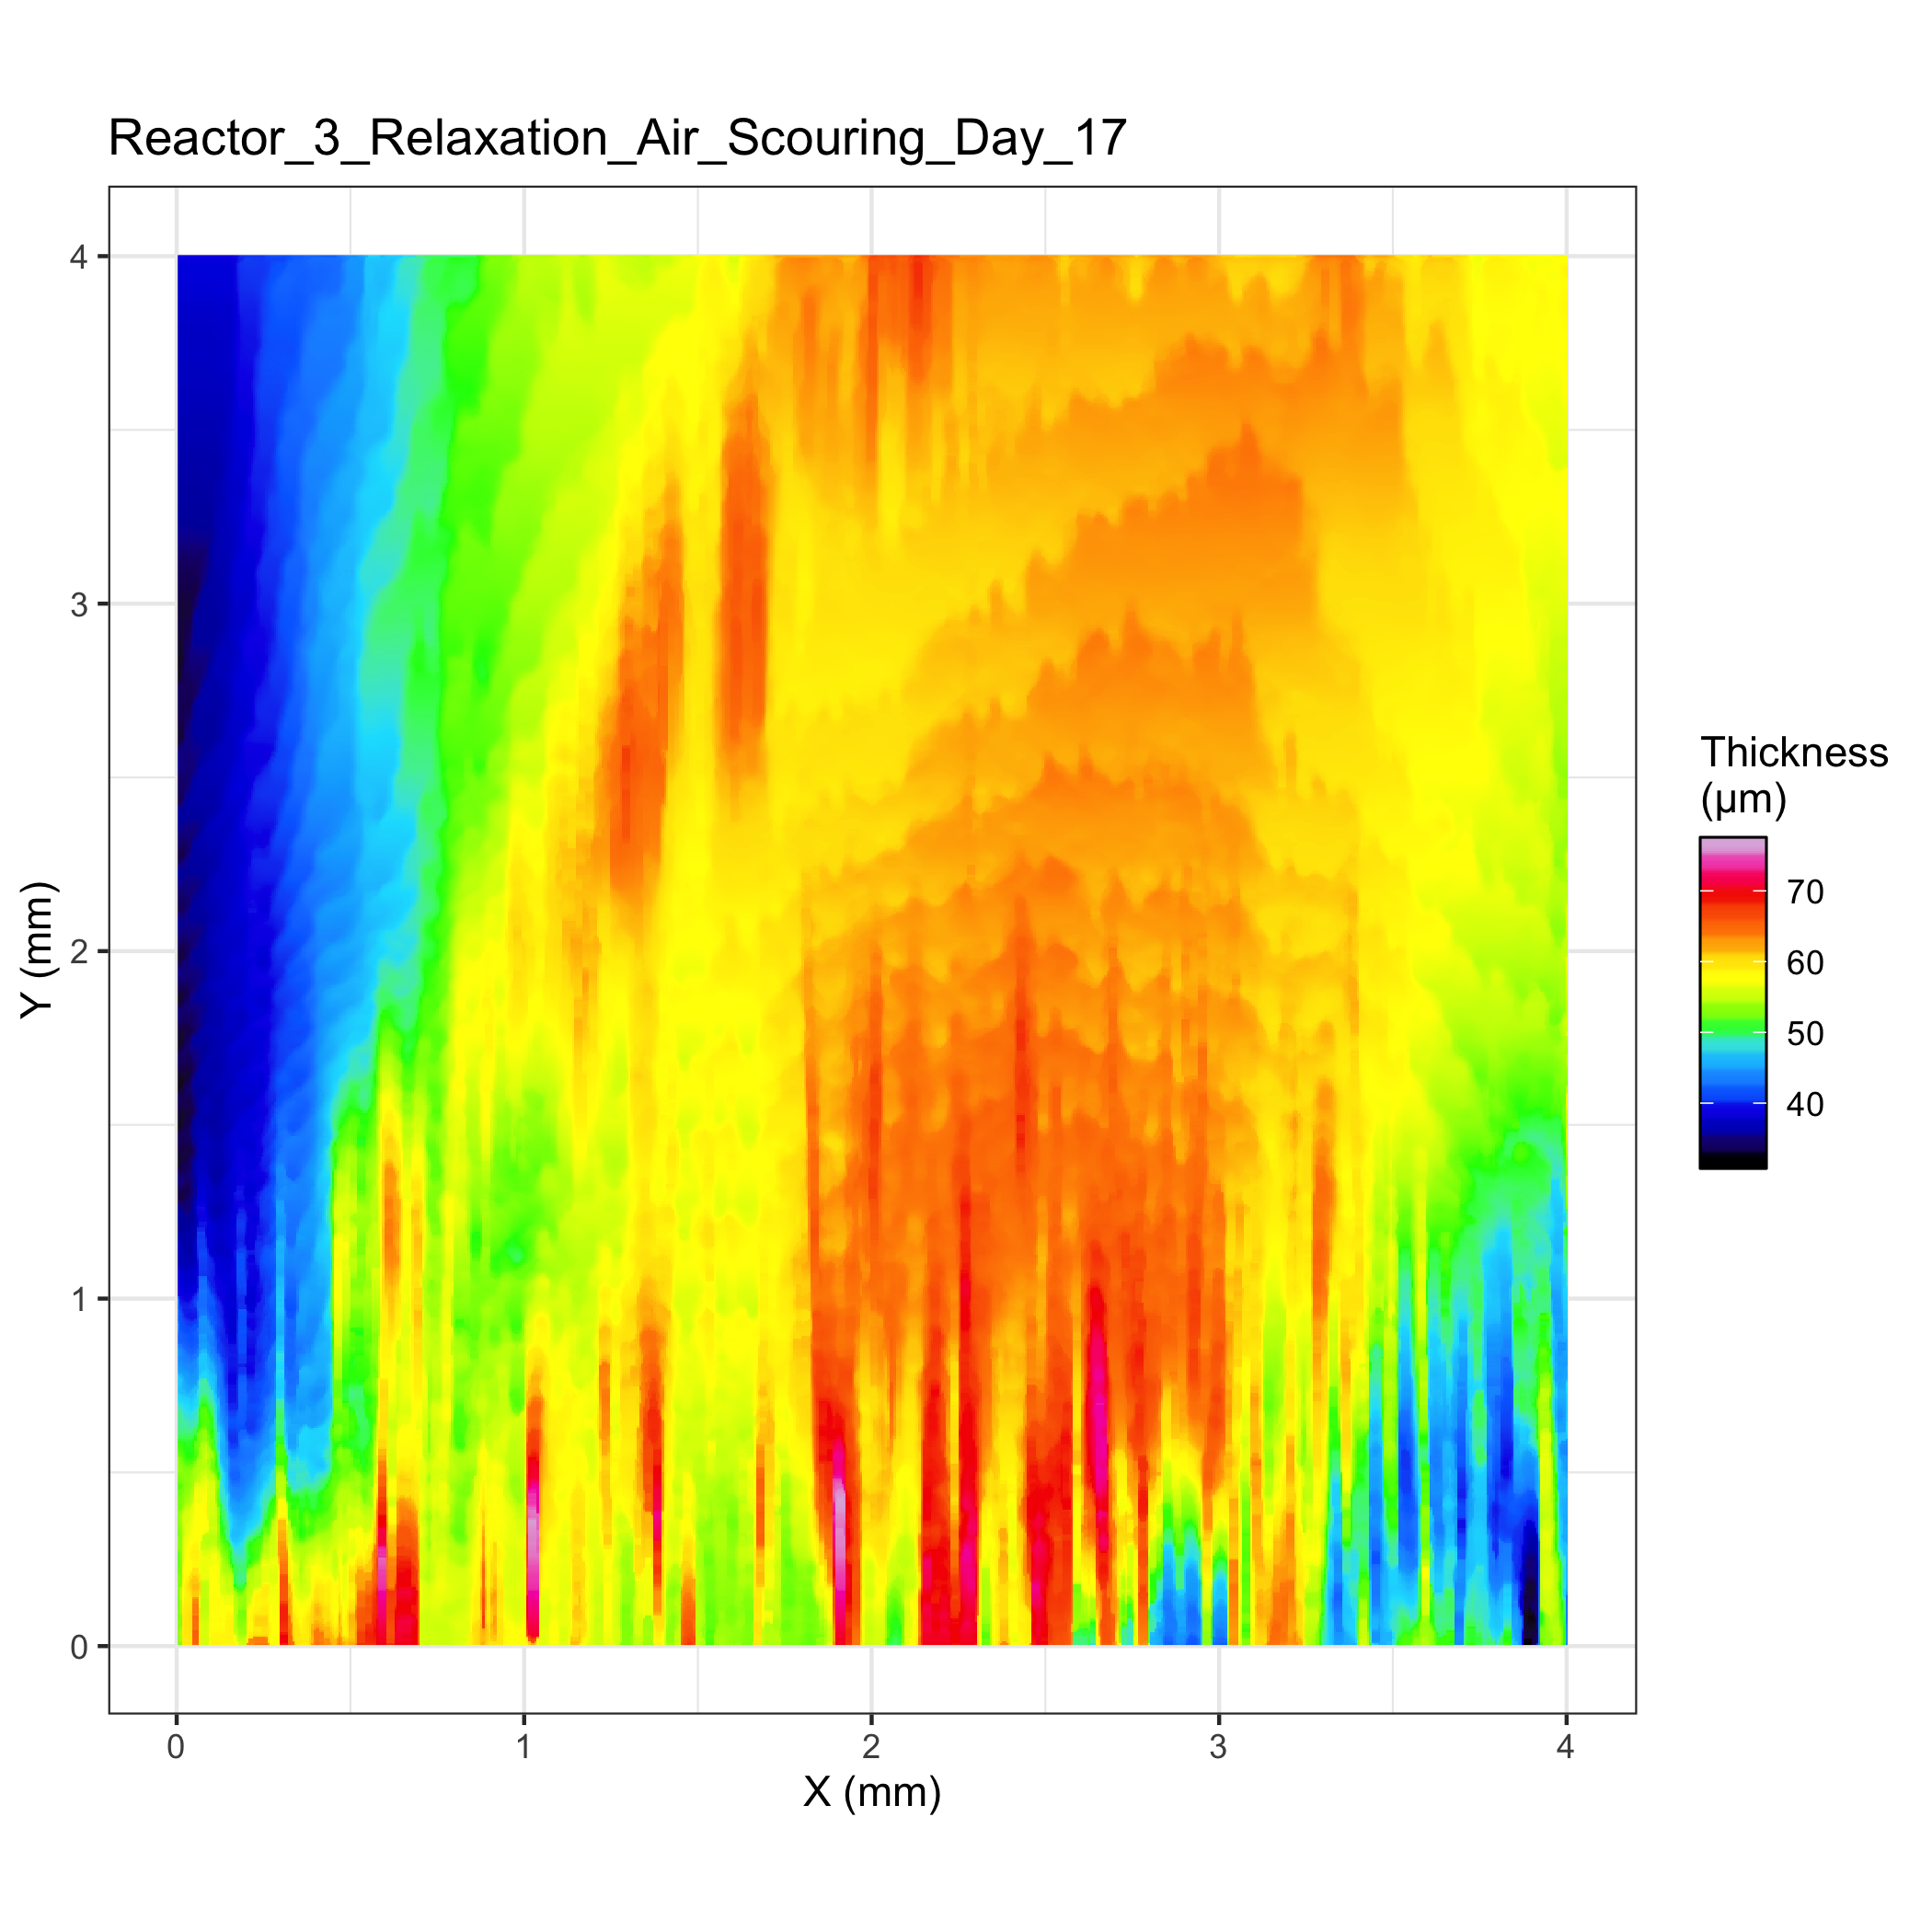 Reactor_3_Relaxation_Air_Scouring_Day_17
4
3
2
1
0
Y (mm)
0 1 2 3 4
X (mm)
Thickness
(µm)
70
60
50
40